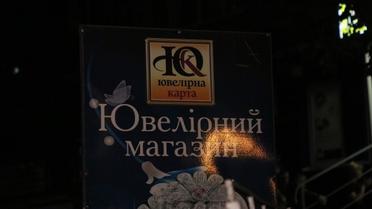 ЮК
ювелірна
карта
Ювелірний
магазин